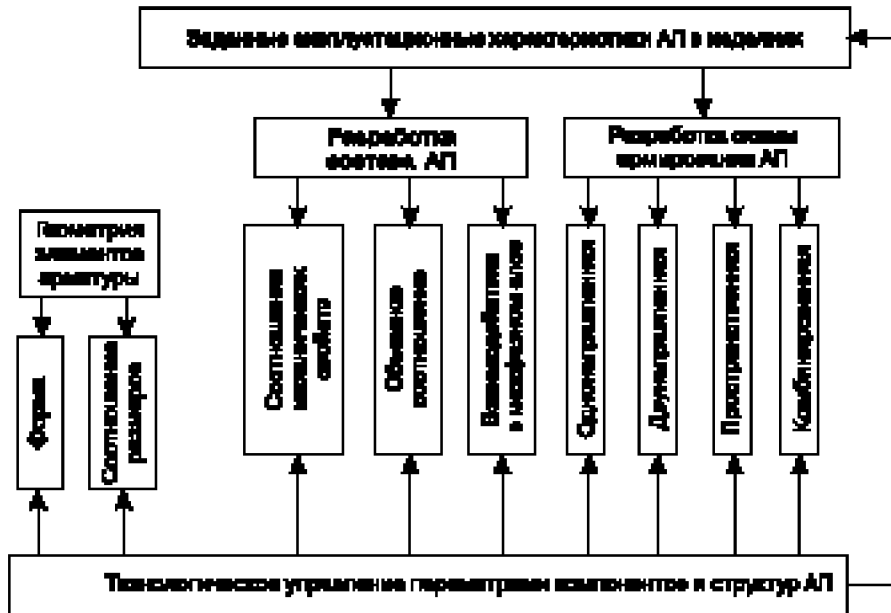 Заданные эксплуатационные характеристики АП в изделиях
Разработка
состава АП
Разработка схемы
армирования АП
Геометрия
элементов
арматуры
Форма
Соотношение
размеров
Соотношение
механических
свойств
Объемное
соотношение
Взаимодействие
в межфазном слое
Однонаправленная
Двунаправленная
Пространственная
Комбинированная
Технологическое управление параметрами компонентов и структур АП